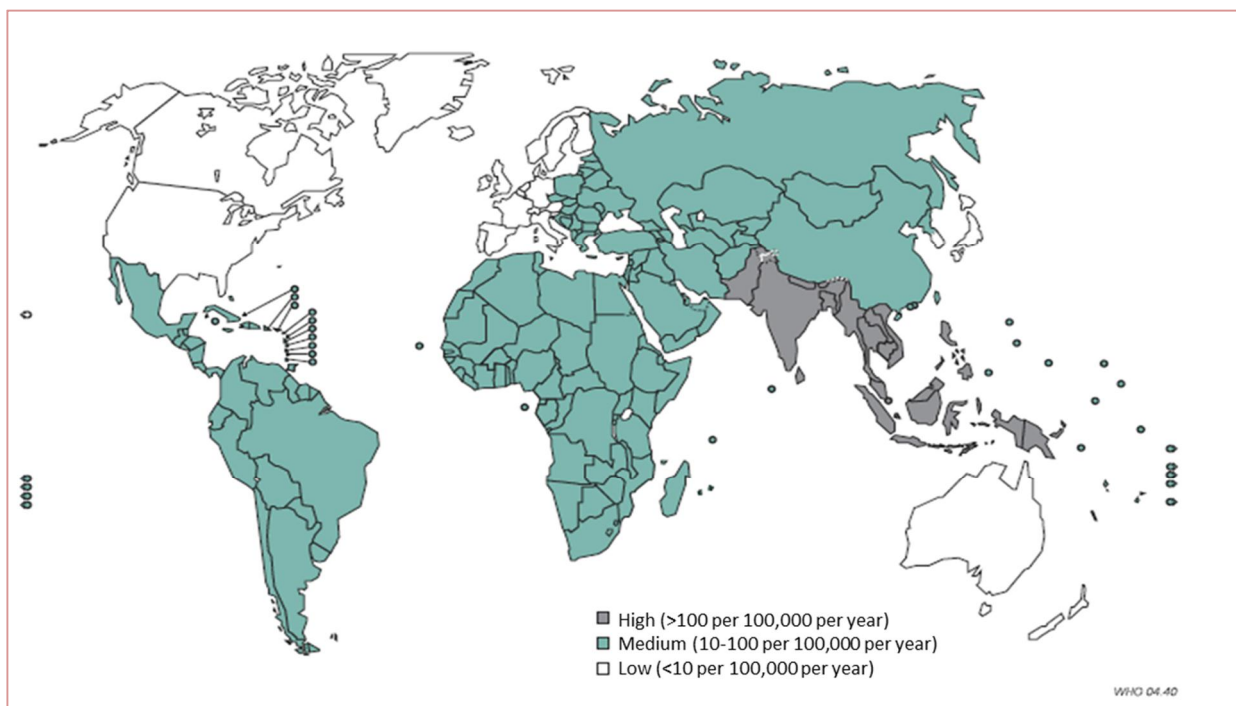 High (>100 per 100,000 per year)
Medium (10-100 per 100,000 per year)
Low (<10 per 100,000 per year)
WHO 04.40